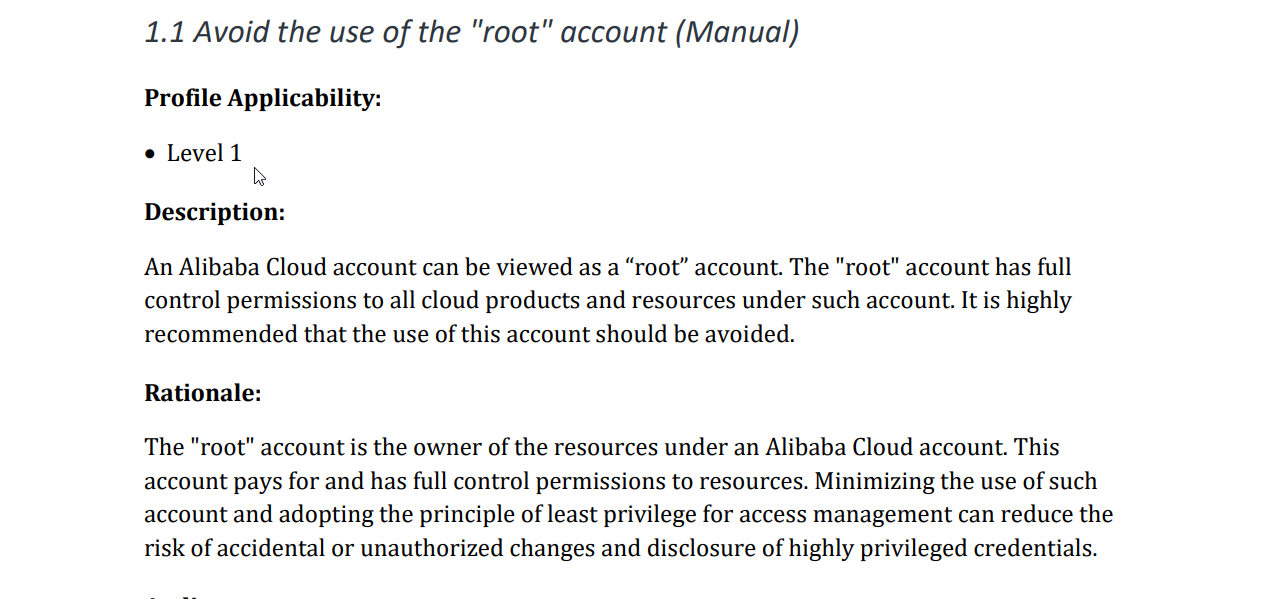 1.1 Avoid the use of the "root" account (Manual)
Profile Applicability:
• Level 1
Description:
An Alibaba Cloud account can be viewed as a “root” account. The "root" account has full
control permissions to all cloud products and resources under such account. It is highly
recommended that the use of this account should be avoided.
Rationale:
The "root" account is the owner of the resources under an Alibaba Cloud account. This
account pays for and has full control permissions to resources. Minimizing the use of such
account and adopting the principle of least privilege for access management can reduce the
risk of accidental or unauthorized changes and disclosure of highly privileged credentials.